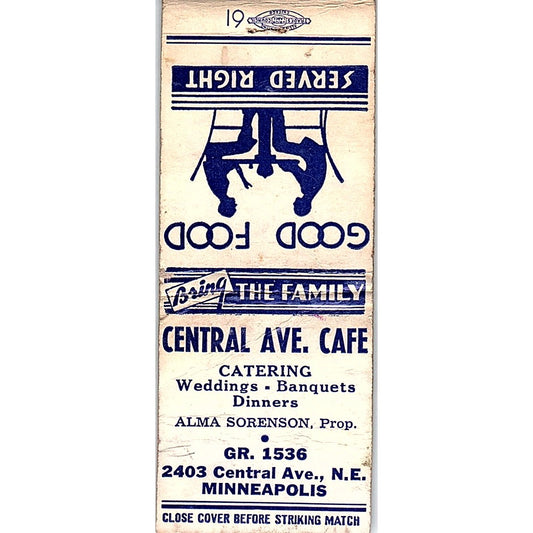 19
SERVED RIGHT
GOOD FOOD
Bring THE FAMILY
CENTRAL AVE. CAFE
CATERING
Weddings - Banquets
Dinners
ALMA SORENSON, Prop.
GR. 1536
2403 Central Ave., N.E.
MINNEAPOLIS
CLOSE COVER BEFORE STRIKING MATCH